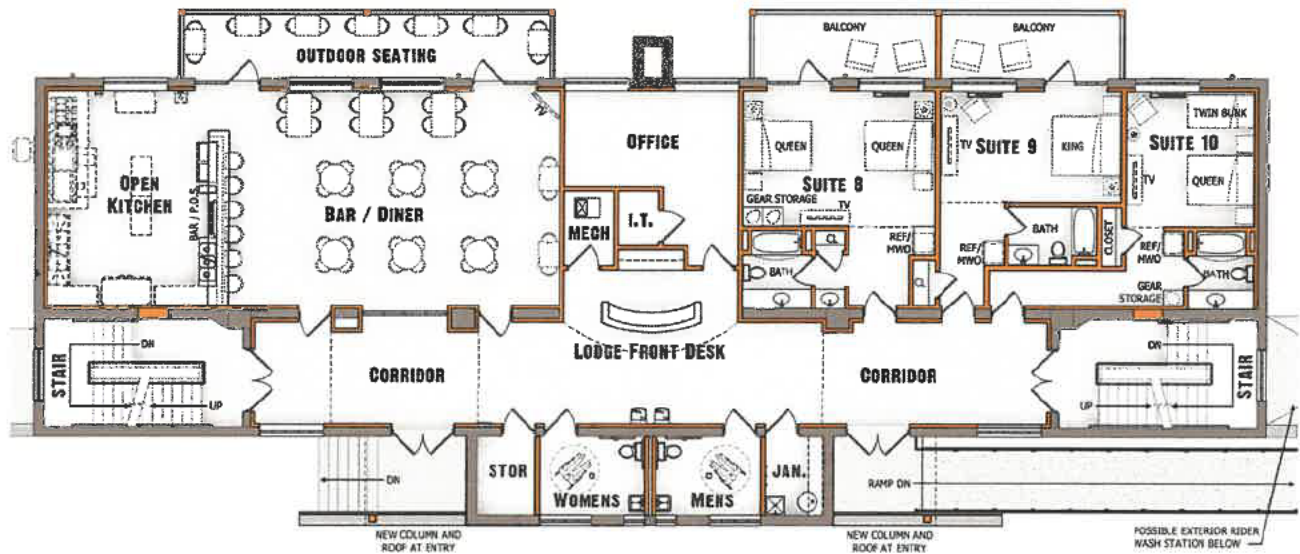 BALCONY
BALCONY
OUTDOOR SEATING
TV
TWIN BUNK
OFFICE
QUEEN
QUEEN
TV
SUITE 9
KING
SUITE 10
OPEN
KITCHEN
BAR / P.O.S.
BAR / DINER
SUITE 8
TV
QUEEN
GEAR STORAGE
TV
MECH
I.T.
CL
REF/
MWO
REF/
MWO
BATH
CLOSET
REF/
MWO
BATH
BATH
CL
GEAR
STORAGE
STAIR
DN
UP
CORRIDOR
LODGE FRONT DESK
CORRIDOR
DN
UP
STAIR
STOR
WOMENS
MENS
JAN.
DN
RAMP DN
NEW COLUMN AND
ROOF AT ENTRY
NEW COLUMN AND
ROOF AT ENTRY
POSSIBLE EXTERIOR RIDER
WASH STATION BELOW